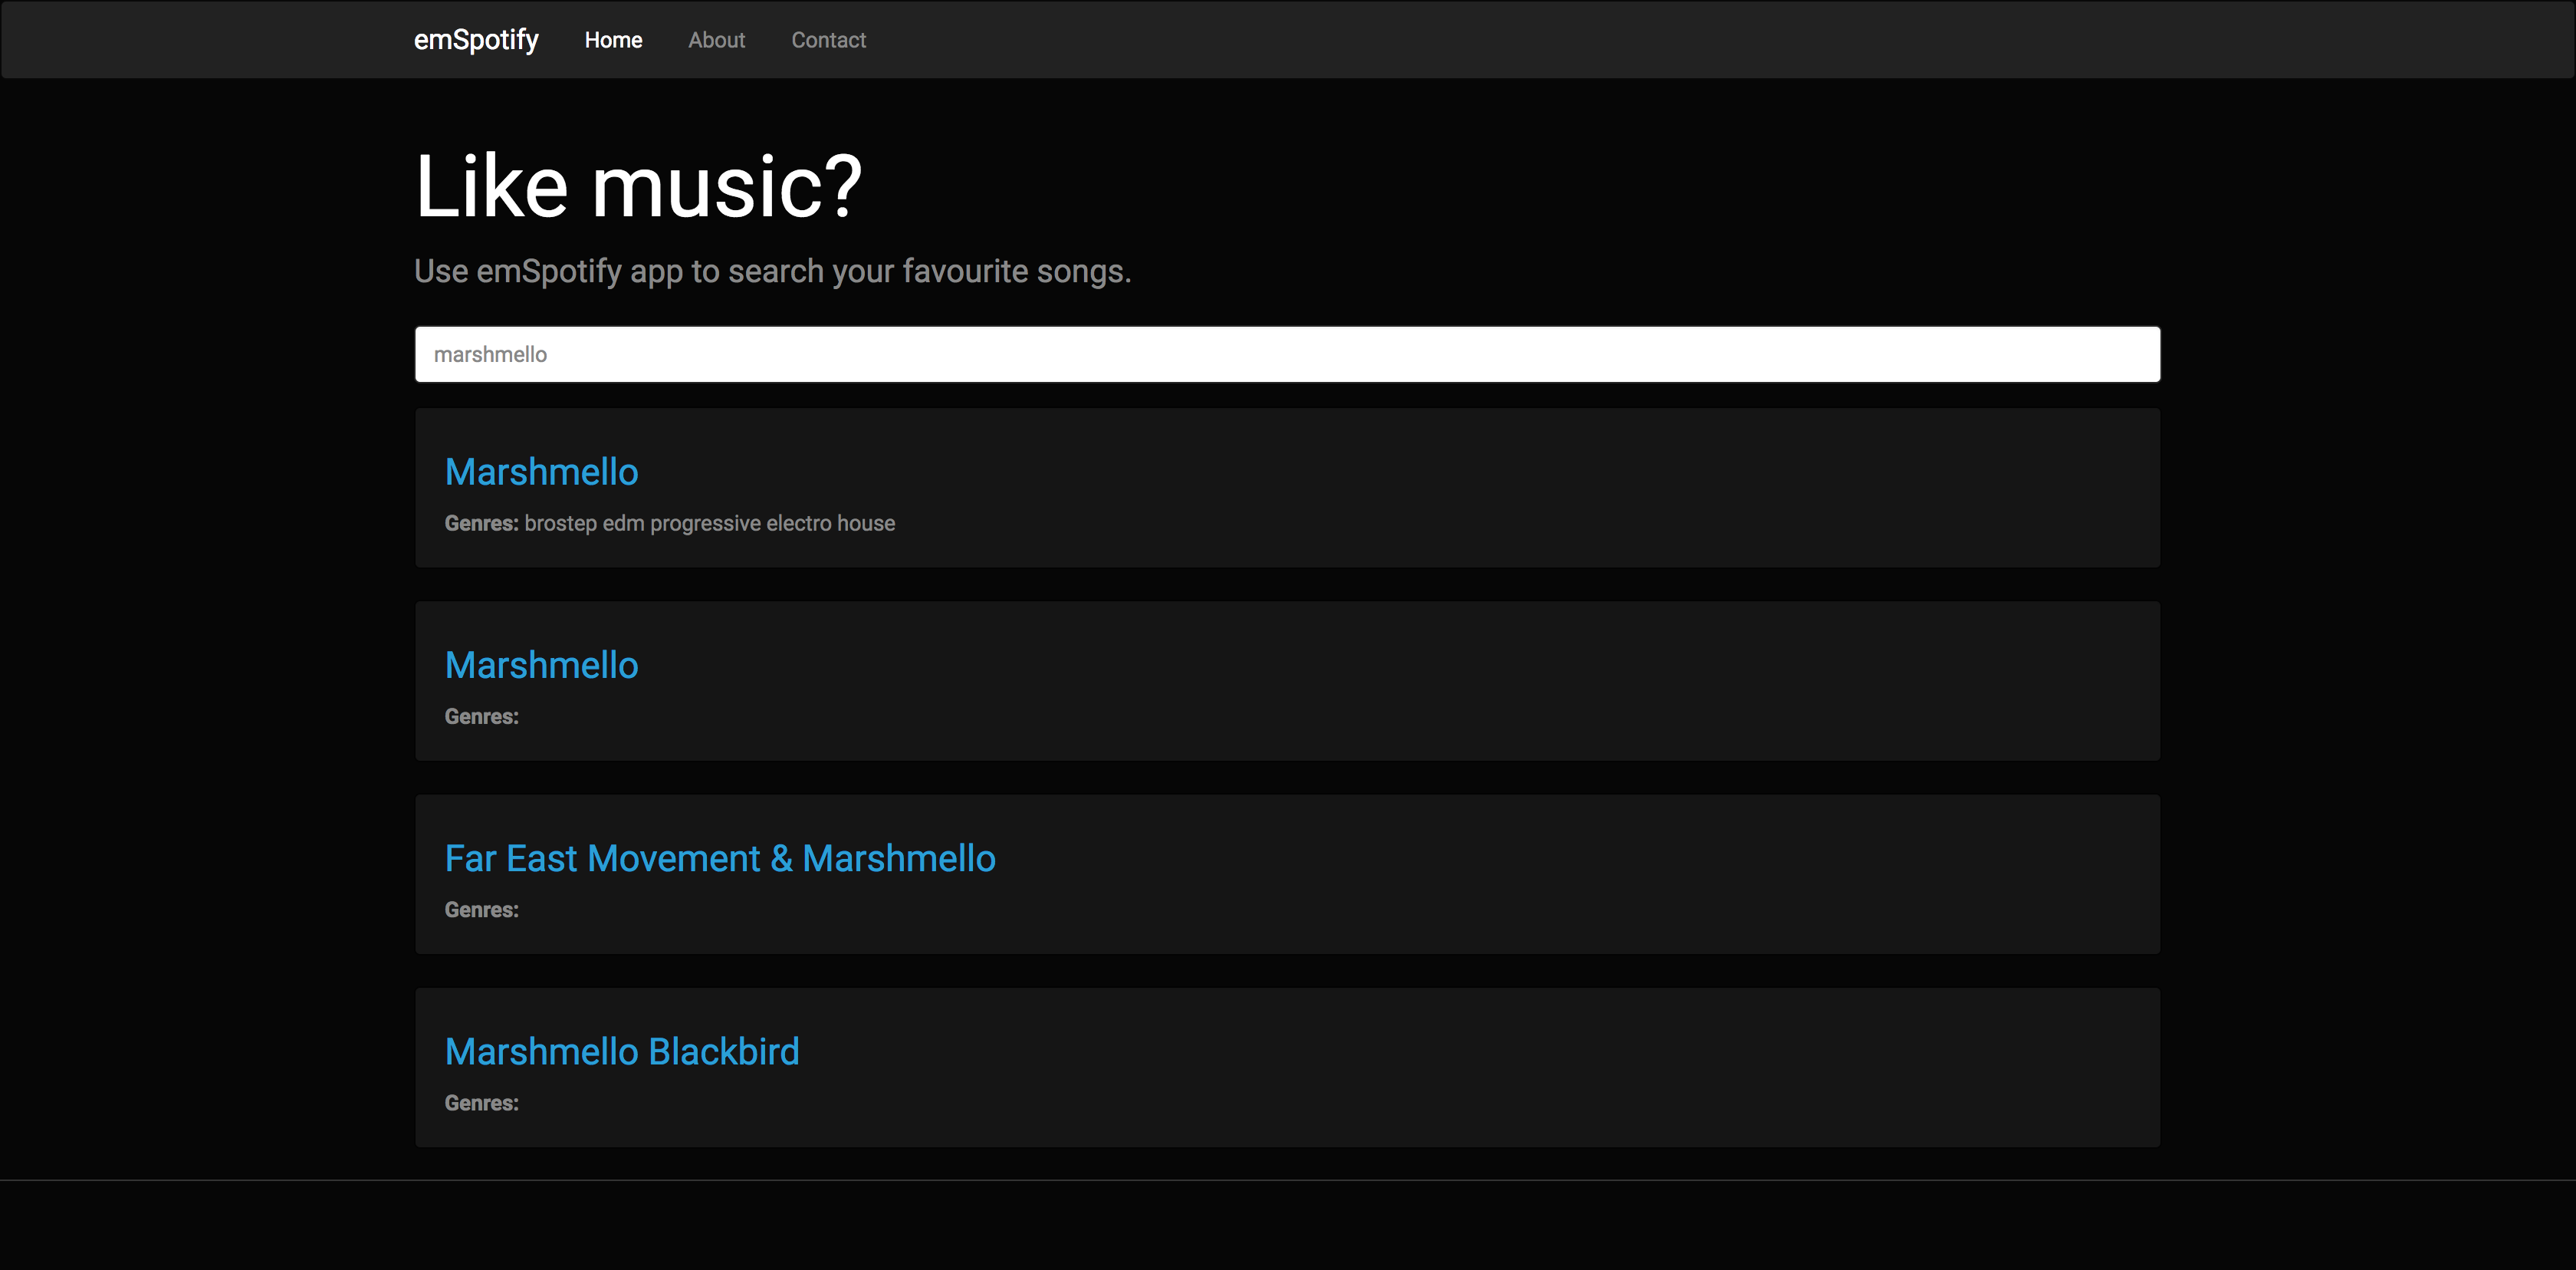 emSpotify Home About Contact
Like music?
Use emSpotify app to search your favourite songs.
marshmello
Marshmello
Genres: brostep edm progressive electro house
Marshmello
Genres:
Far East Movement & Marshmello
Genres:
Marshmello Blackbird
Genres: